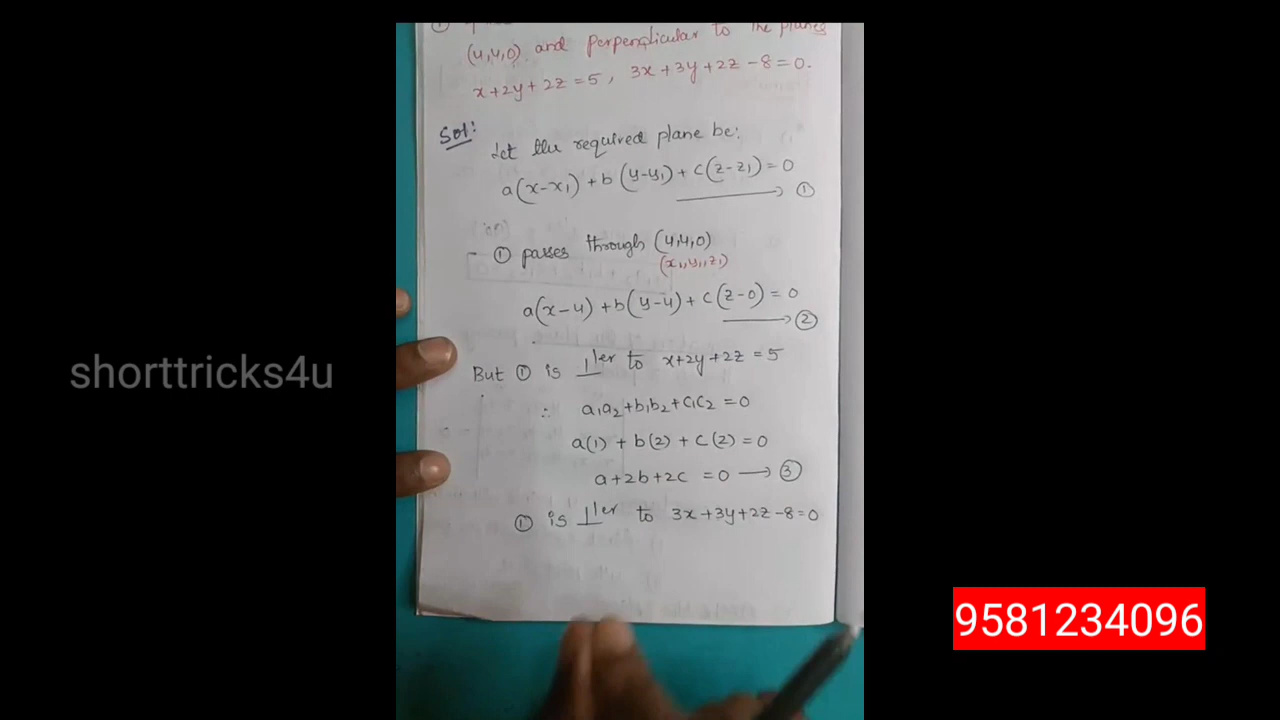 (4,4,0) and perpendicular to the planes
x+2y+2z=5, 3x+3y+2z-8=0.
Sol:
Let the required plane be:
a(x-x₁)+b(y-y₁)+c(z-z₁)=0
→ ①
① passes through (4,4,0)
(x₁,y₁,z₁)
a(x-4)+b(y-4)+c(z-0)=0
→ ②
But ① is ⊥ler to x+2y+2z=5
∴ a₁a₂+b₁b₂+c₁c₂=0
a(1)+b(2)+c(2)=0
a+2b+2c=0 → ③
① is ⊥ler to 3x+3y+2z-8=0
shorttricks4u
9581234096